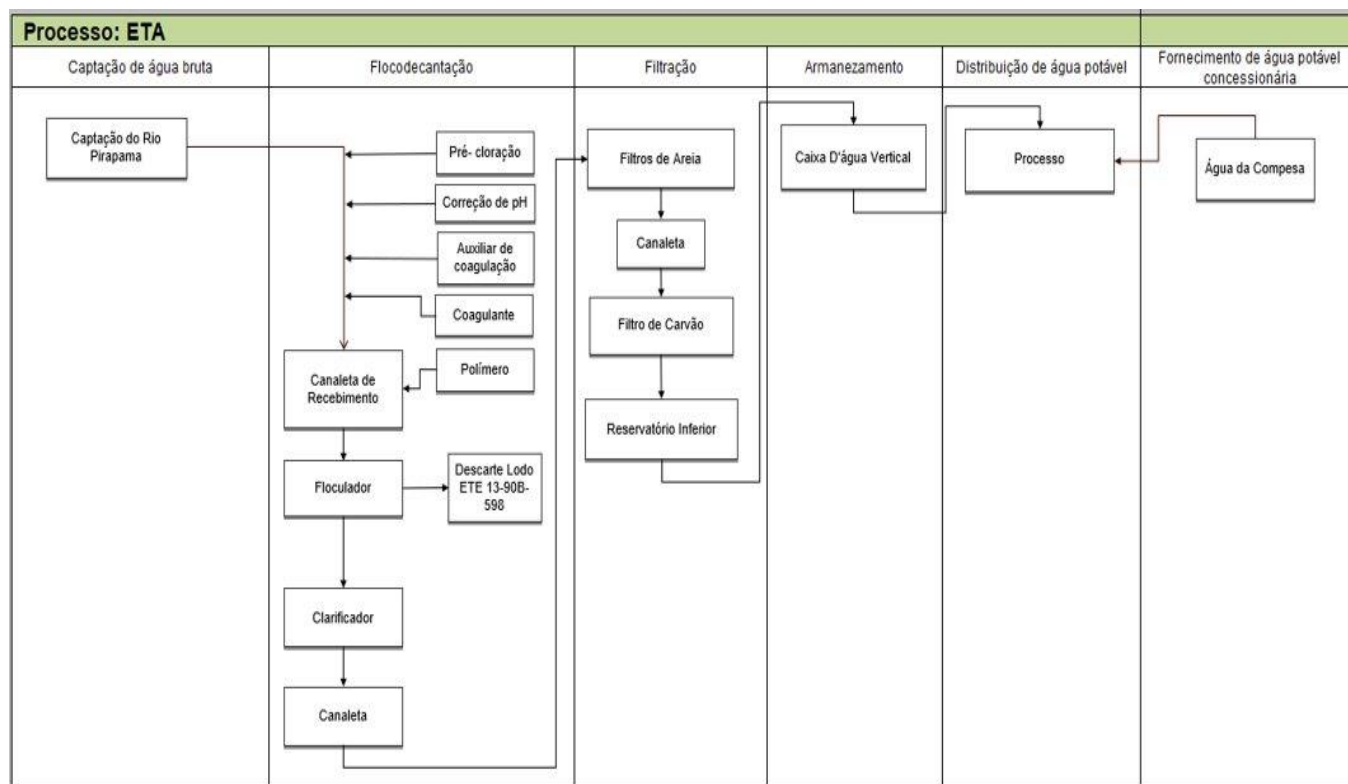 Processo: ETA
Captação de água bruta
Flocodecantação
Filtração
Armanezamento
Distribuição de água potável
Fornecimento de água potável
concessionária
Captação do Rio
Pirapama
Pré- cloração
Correção de pH
Auxiliar de
coagulação
Coagulante
Polímero
Canaleta de
Recebimento
Floculador
Descarte Lodo
ETE 13-90B-
598
Clarificador
Canaleta
Filtros de Areia
Canaleta
Filtro de Carvão
Reservatório Inferior
Caixa D'água Vertical
Processo
Água da Compesa